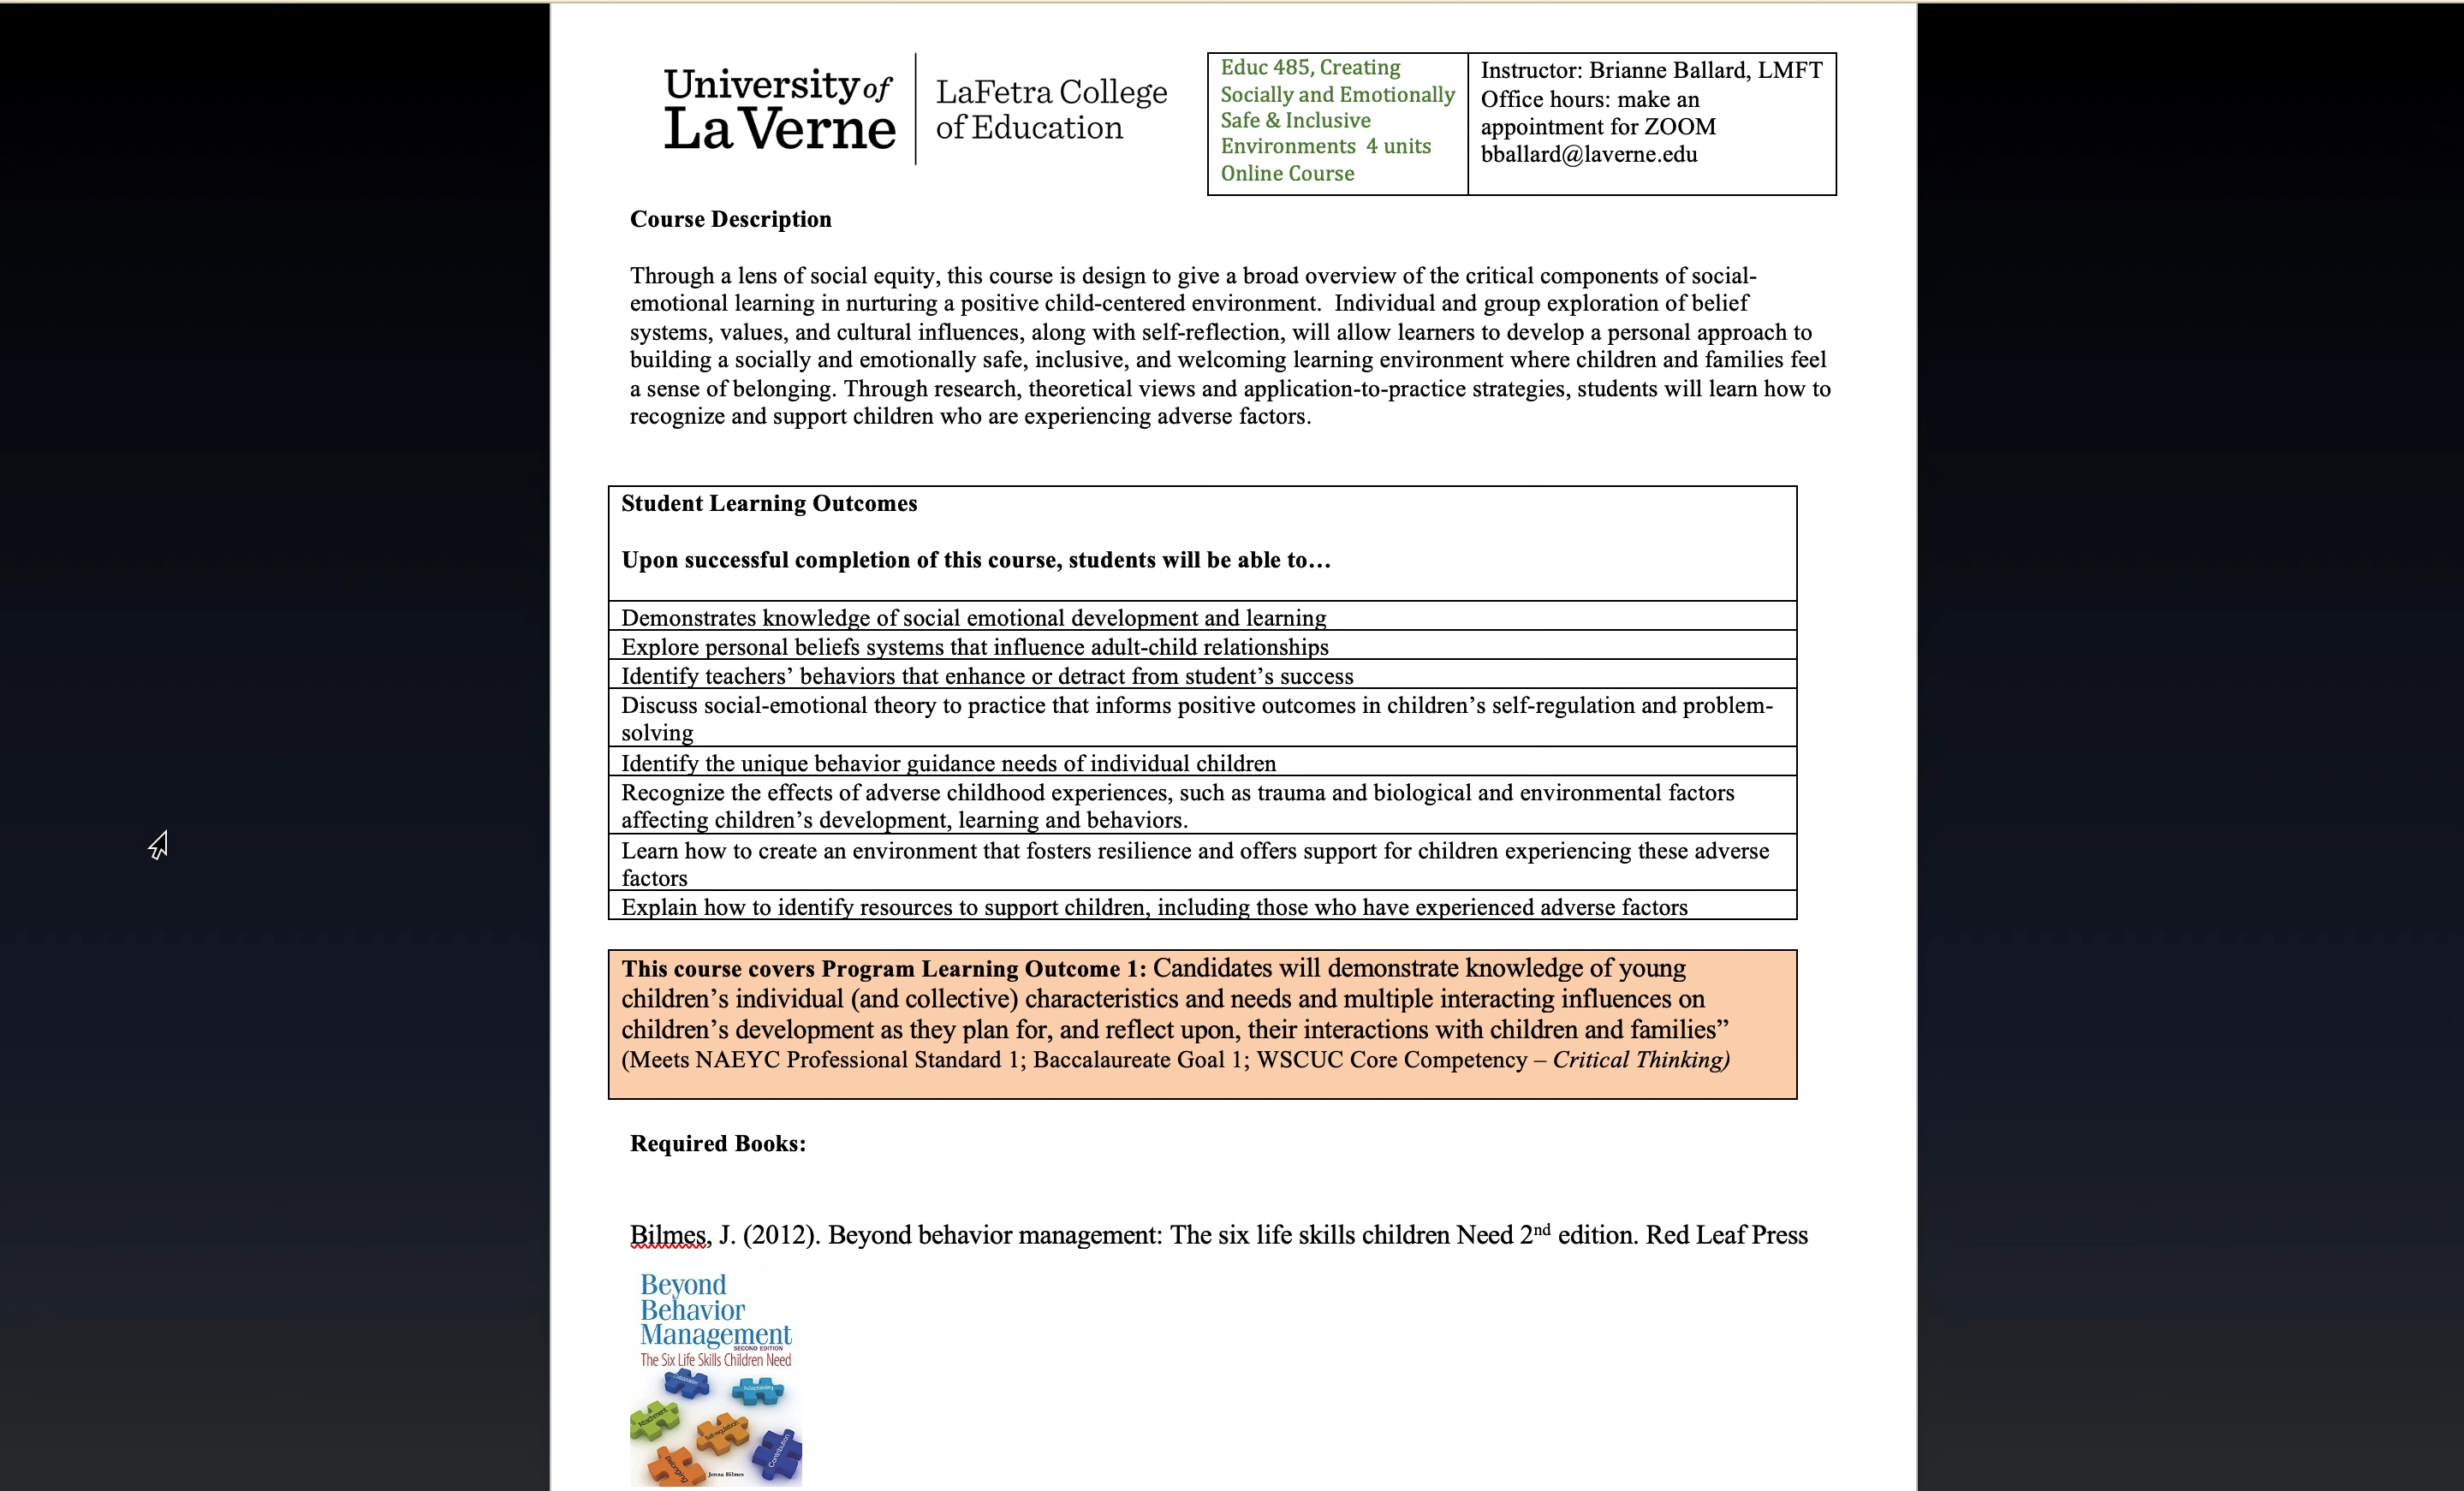 University of
La Verne
LaFetra College
of Education
Educ 485, Creating
Socially and Emotionally
Safe & Inclusive
Environments  4 units
Online Course
Instructor: Brianne Ballard, LMFT
Office hours: make an
appointment for ZOOM
bballard@laverne.edu
Course Description
Through a lens of social equity, this course is design to give a broad overview of the critical components of social-
emotional learning in nurturing a positive child-centered environment.  Individual and group exploration of belief
systems, values, and cultural influences, along with self-reflection, will allow learners to develop a personal approach to
building a socially and emotionally safe, inclusive, and welcoming learning environment where children and families feel
a sense of belonging. Through research, theoretical views and application-to-practice strategies, students will learn how to
recognize and support children who are experiencing adverse factors.
Student Learning Outcomes
Upon successful completion of this course, students will be able to…
Demonstrates knowledge of social emotional development and learning
Explore personal beliefs systems that influence adult-child relationships
Identify teachers’ behaviors that enhance or detract from student’s success
Discuss social-emotional theory to practice that informs positive outcomes in children’s self-regulation and problem-
solving
Identify the unique behavior guidance needs of individual children
Recognize the effects of adverse childhood experiences, such as trauma and biological and environmental factors
affecting children’s development, learning and behaviors.
Learn how to create an environment that fosters resilience and offers support for children experiencing these adverse
factors
Explain how to identify resources to support children, including those who have experienced adverse factors
This course covers Program Learning Outcome 1: Candidates will demonstrate knowledge of young
children’s individual (and collective) characteristics and needs and multiple interacting influences on
children’s development as they plan for, and reflect upon, their interactions with children and families”
(Meets NAEYC Professional Standard 1; Baccalaureate Goal 1; WSCUC Core Competency – Critical Thinking)
Required Books:
Bilmes, J. (2012). Beyond behavior management: The six life skills children Need 2nd edition. Red Leaf Press
Beyond
Behavior
Management
SECOND EDITION
The Six Life Skills Children Need
Collaboration
Adaptability
Attachment
Self-regulation
Contribution
Belonging
Jenna Bilmes